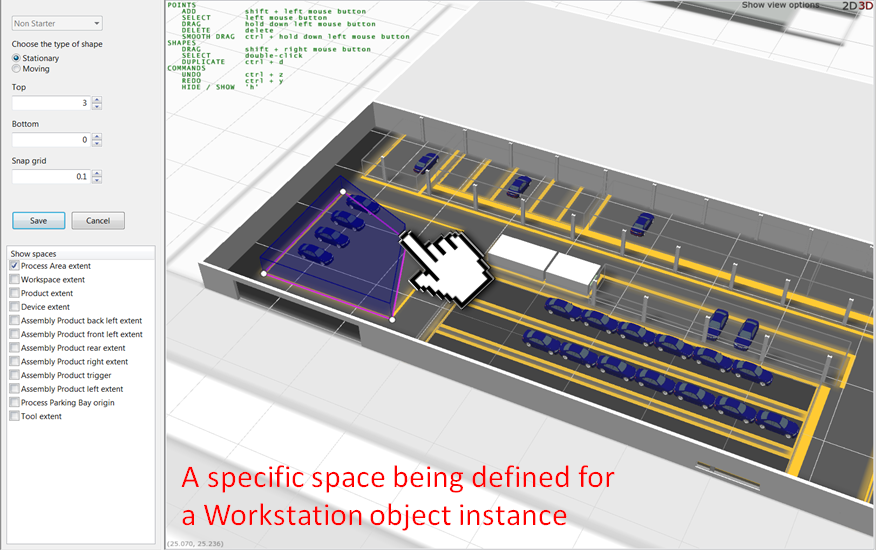 Non Starter
Choose the type of shape
Stationary
Moving
Top
3
Bottom
0
Snap grid
0.1
Save
Cancel
Show spaces
Process Area extent
Workspace extent
Product extent
Device extent
Assembly Product back left extent
Assembly Product front left extent
Assembly Product rear extent
Assembly Product right extent
Assembly Product trigger
Assembly Product left extent
Process Parking Bay origin
Tool extent
POINTS
ADD shift + left mouse button
SELECT left mouse button
DRAG hold down left mouse button
DELETE delete
SMOOTH DRAG ctrl + hold down left mouse button
SHAPES
DRAG shift + right mouse button
SELECT double-click
DUPLICATE ctrl + d
COMMANDS
UNDO ctrl + z
REDO ctrl + y
HIDE / SHOW 'h'
Show view options 2D3D
A specific space being defined for
a Workstation object instance
(25.070, 25.236)